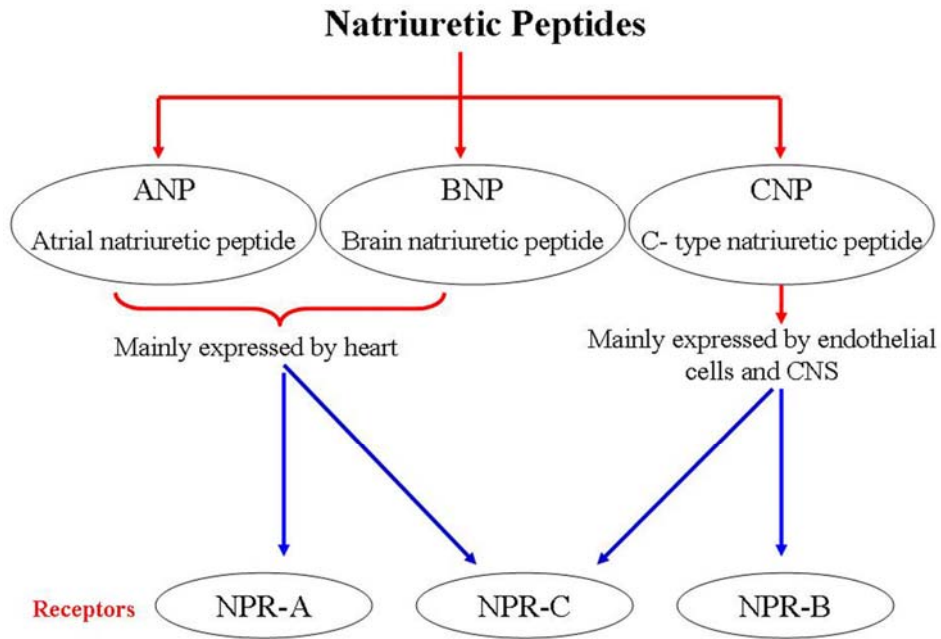 Natriuretic Peptides
ANP
Atrial natriuretic peptide
BNP
Brain natriuretic peptide
CNP
C- type natriuretic peptide
Mainly expressed by heart
Mainly expressed by endothelial
cells and CNS
Receptors
NPR-A
NPR-C
NPR-B